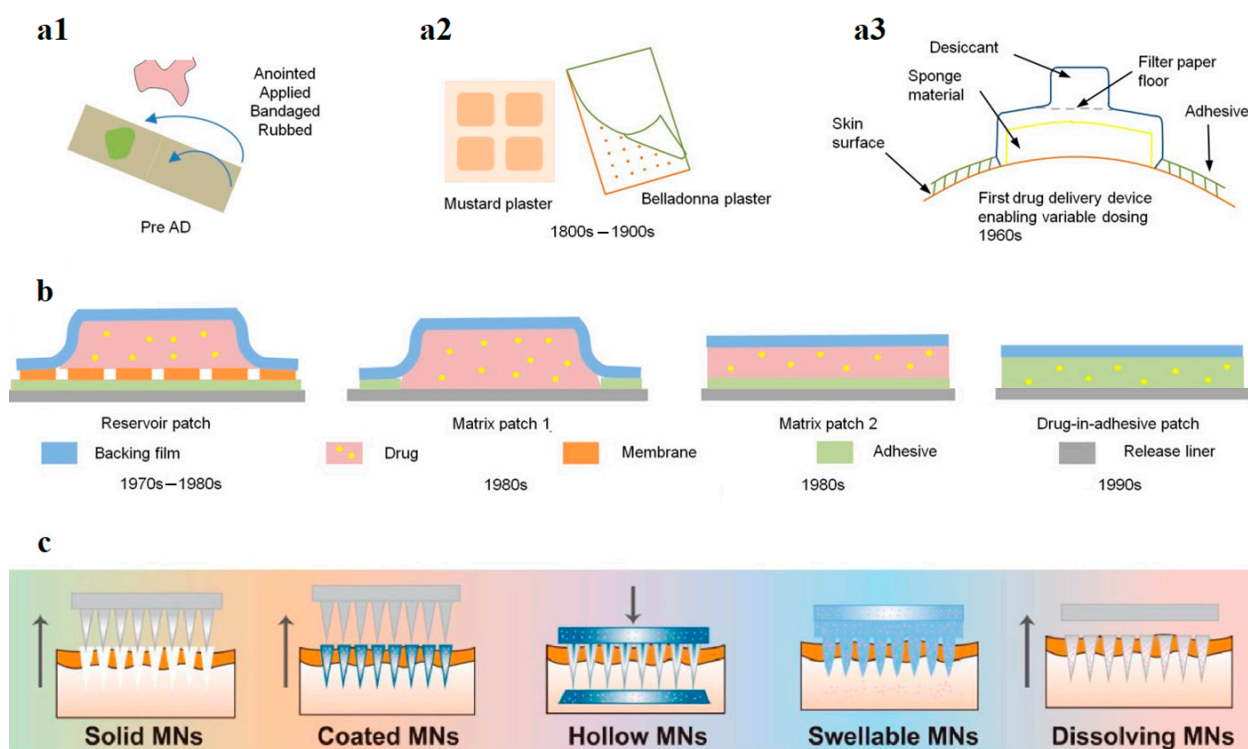 a1
Anointed
Applied
Bandaged
Rubbed
Pre AD
a2
Mustard plaster
Belladonna plaster
1800s–1900s
a3
Desiccant
Sponge
material
Filter paper
floor
Adhesive
Skin
surface
First drug delivery device
enabling variable dosing
1960s
b
Reservoir patch
Matrix patch 1
Matrix patch 2
Drug-in-adhesive patch
Backing film
Drug
Membrane
Adhesive
Release liner
1970s–1980s
1980s
1980s
1990s
c
Solid MNs
Coated MNs
Hollow MNs
Swellable MNs
Dissolving MNs